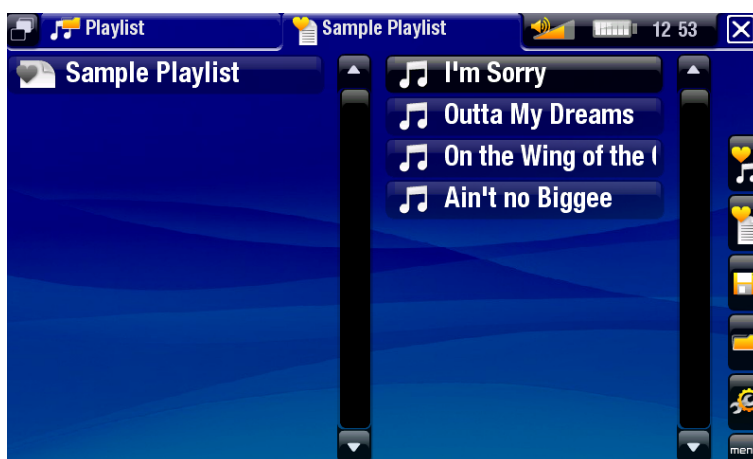 Playlist
Sample Playlist
12 53
Sample Playlist
I'm Sorry
Outta My Dreams
On the Wing of the
Ain't no Biggee